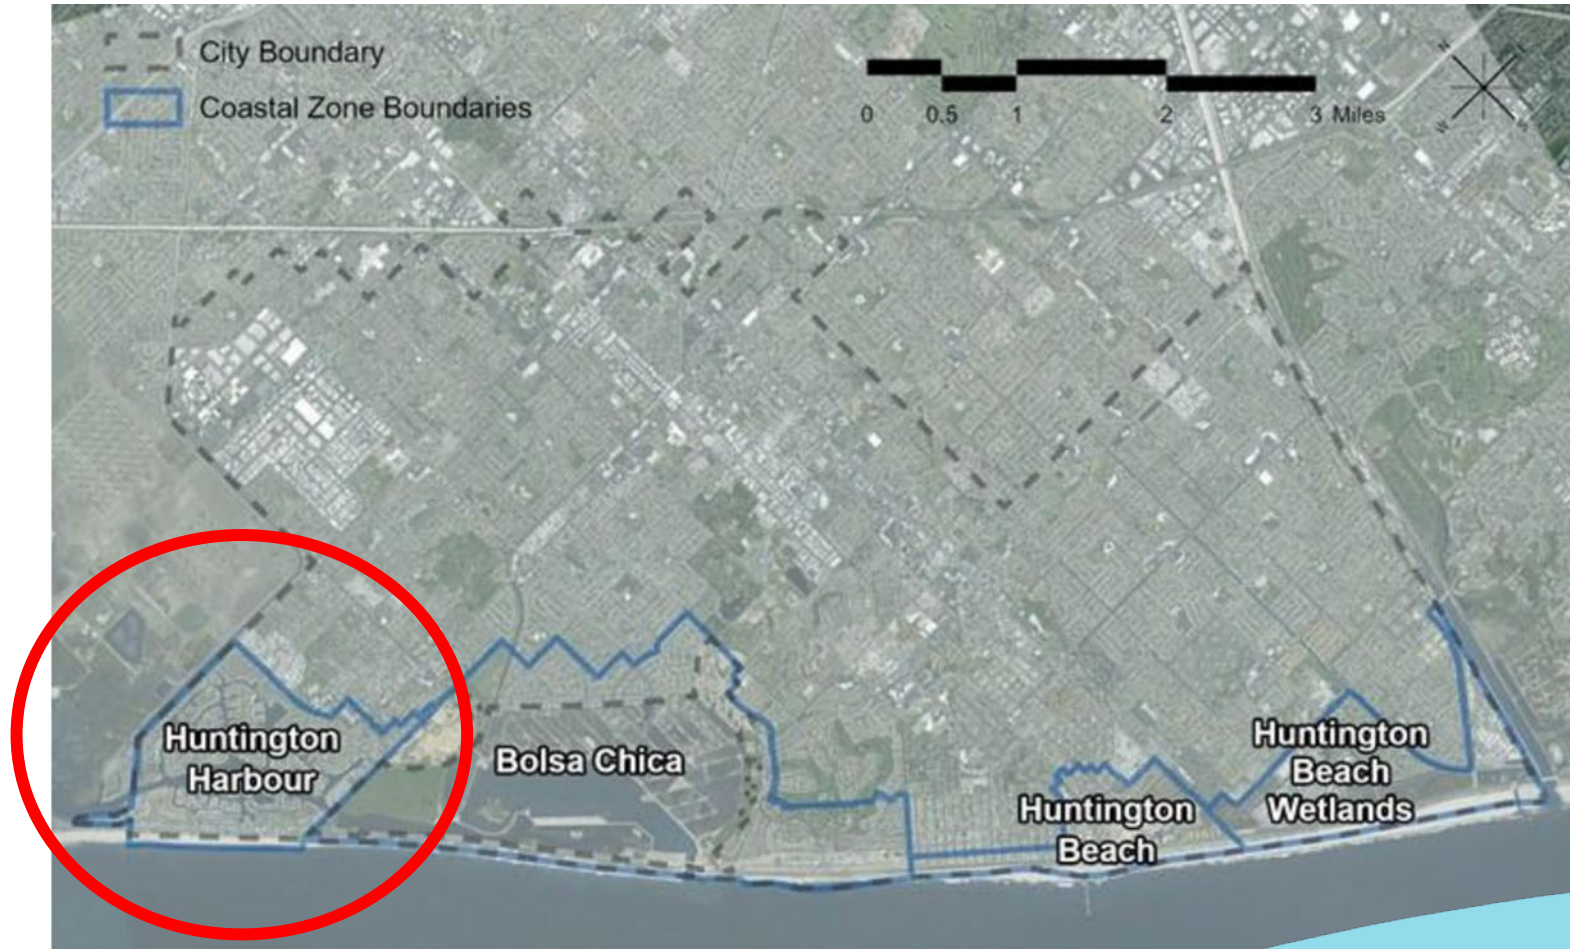 City Boundary
Coastal Zone Boundaries
0 0.5 1 2 3 Miles
N
W
Huntington
Harbour
Bolsa Chica
Huntington
Beach
Huntington
Beach
Wetlands